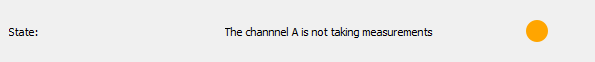 State: The channnel A is not taking measurements